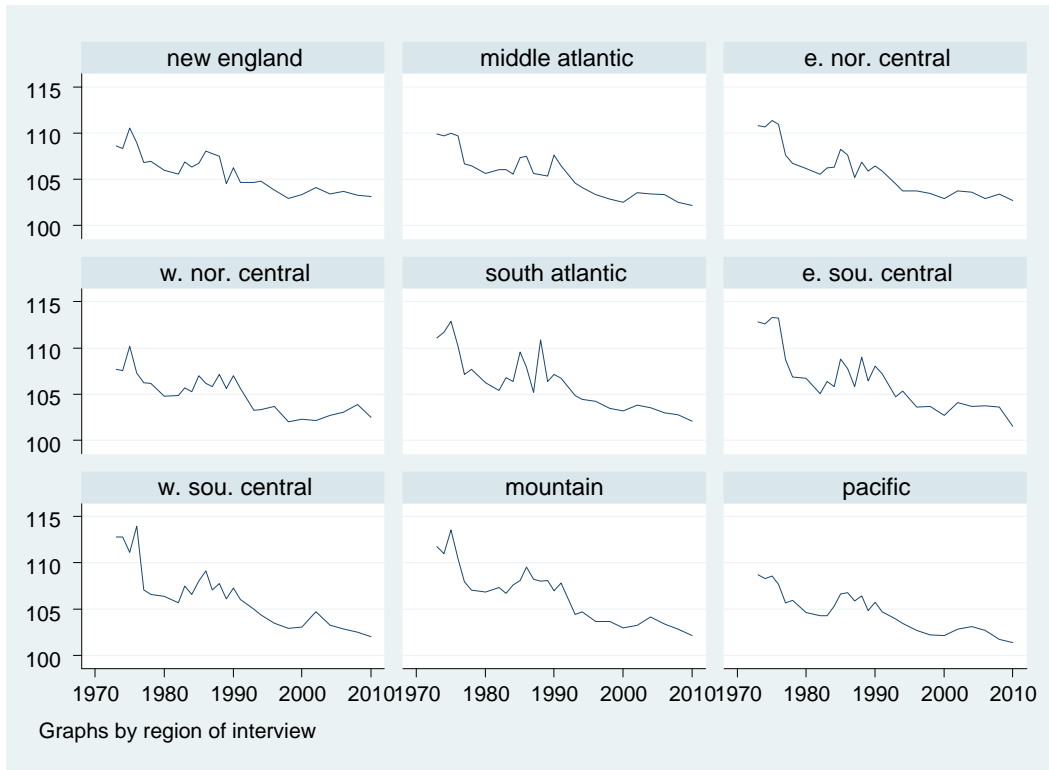 new england
middle atlantic
e. nor. central
115
110
105
100
w. nor. central
south atlantic
e. sou. central
115
110
105
100
w. sou. central
mountain
pacific
115
110
105
100
1970 1980 1990 2000 2010 1970 1980 1990 2000 2010 1970 1980 1990 2000 2010
Graphs by region of interview